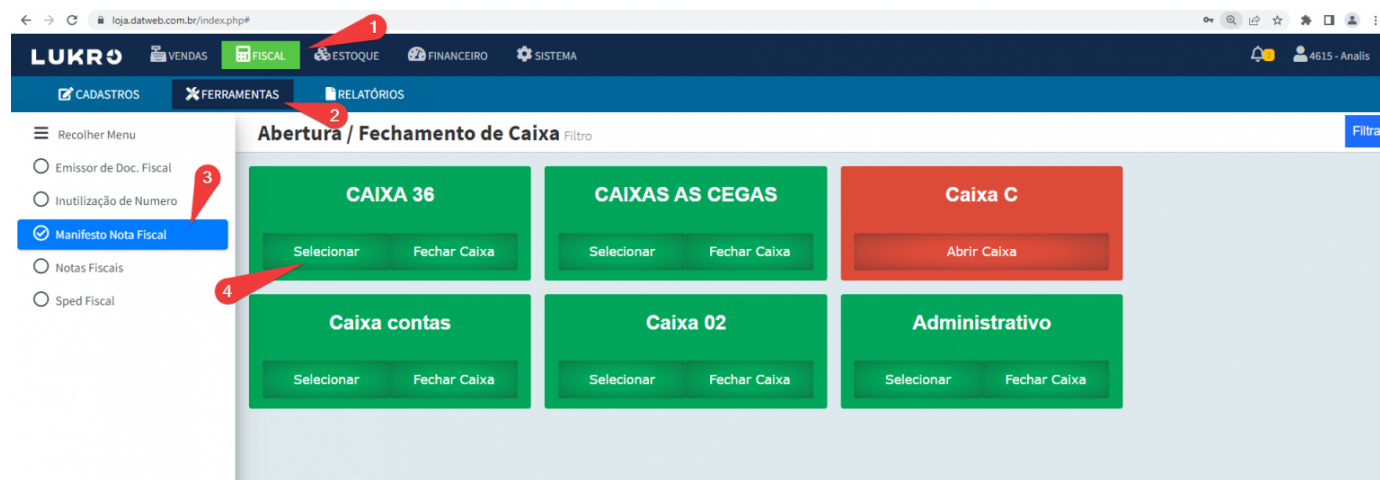 loja.datweb.com.br/index.php#
1
LUKRO VENDAS FISCAL ESTOQUE FINANCEIRO SISTEMA 2 4615 - Analis
CADASTROS FERRAMENTAS RELATÓRIOS
2
Recolher Menu
Abertura / Fechamento de Caixa Filtro
Filtra
Emissor de Doc. Fiscal
3
Inutilização de Numero
Manifesto Nota Fiscal
Notas Fiscais
Sped Fiscal
CAIXA 36
Selecionar Fechar Caixa
4
CAIXAS AS CEGAS
Selecionar Fechar Caixa
Caixa C
Abrir Caixa
Caixa contas
Selecionar Fechar Caixa
Caixa 02
Selecionar Fechar Caixa
Administrativo
Selecionar Fechar Caixa